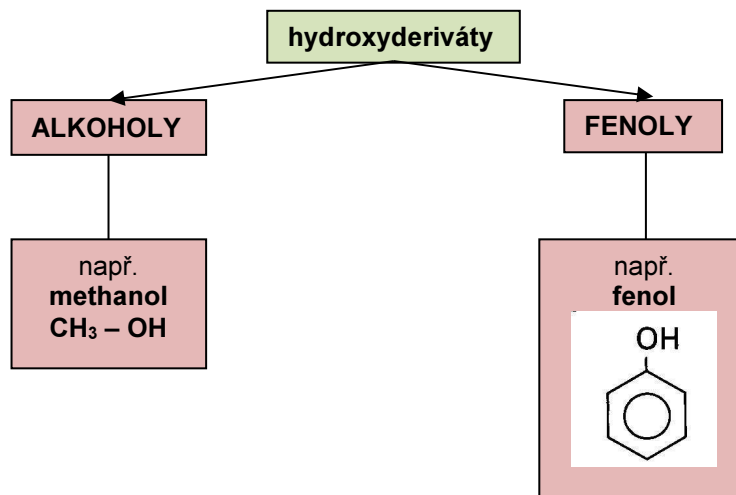 hydroxyderiváty
ALKOHOLY
FENOLY
např.
methanol
CH₃ – OH
např.
fenol
OH